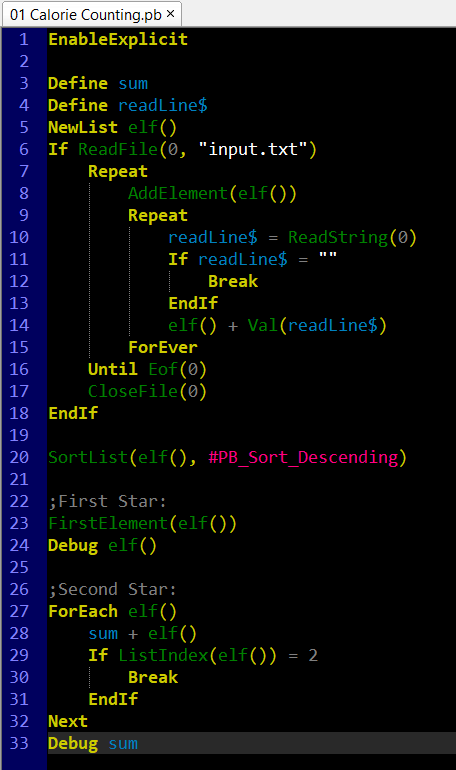 01 Calorie Counting.pb ×
1 EnableExplicit
2
3 Define sum
4 Define readLine$
5 NewList elf()
6 If ReadFile(0, "input.txt")
7     Repeat
8         AddElement(elf())
9         Repeat
10             readLine$ = ReadString(0)
11             If readLine$ = ""
12                 Break
13             EndIf
14             elf() + Val(readLine$)
15         ForEver
16     Until Eof(0)
17     CloseFile(0)
18 EndIf
19
20 SortList(elf(), #PB_Sort_Descending)
21
22 ;First Star:
23 FirstElement(elf())
24 Debug elf()
25
26 ;Second Star:
27 ForEach elf()
28     sum + elf()
29     If ListIndex(elf()) = 2
30         Break
31     EndIf
32 Next
33 Debug sum